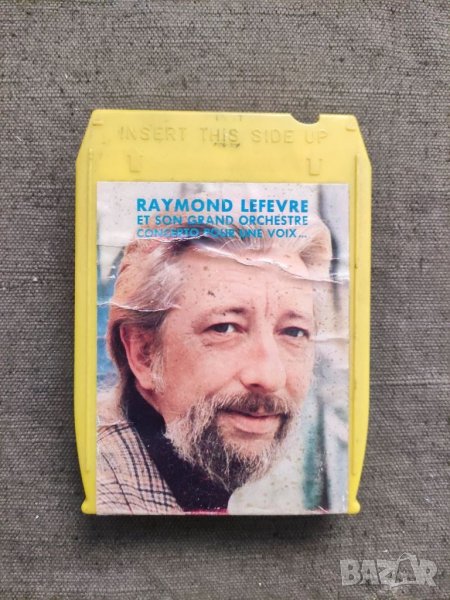 INSERT THIS SIDE UP
RAYMOND LEFEVRE
ET SON GRAND ORCHESTRE
CONCERTO POUR UNE VOIX...
BAZAR